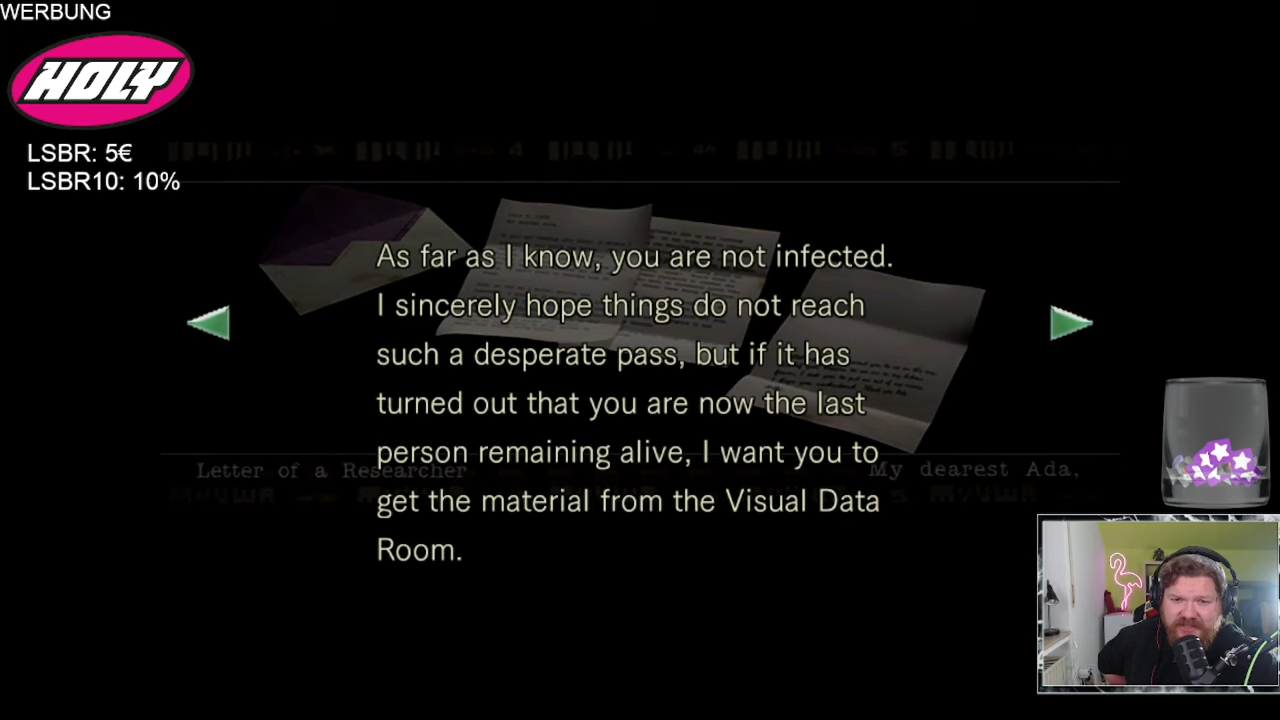 WERBUNG
HOLY
LSBR: 5€
LSBR10: 10%
As far as I know, you are not infected.
I sincerely hope things do not reach
such a desperate pass, but if it has
turned out that you are now the last
person remaining alive, I want you to
get the material from the Visual Data
Room.
Letter of a Researcher
My dearest Ada,